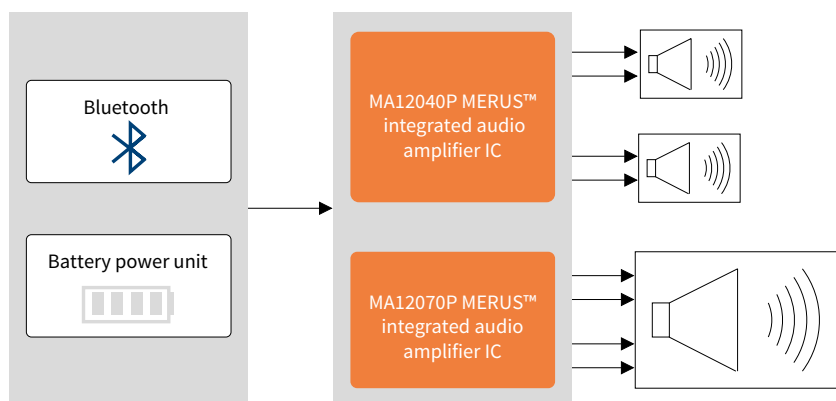 Bluetooth
Battery power unit
MA12040P MERUS™
integrated audio
amplifier IC
MA12070P MERUS™
integrated audio
amplifier IC